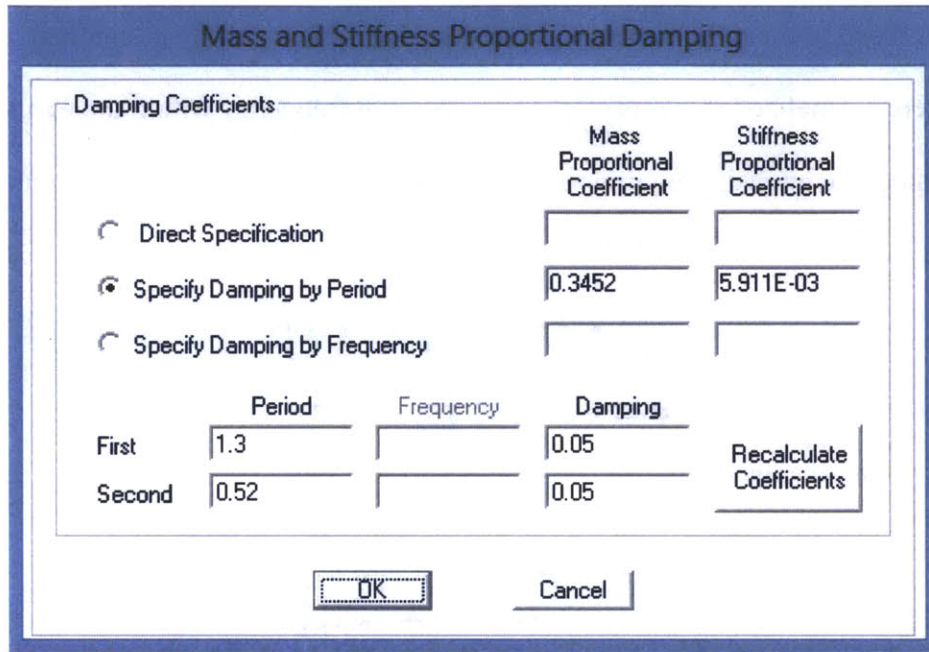 Mass and Stiffness Proportional Damping
Damping Coefficients
Mass Proportional Coefficient
Stiffness Proportional Coefficient
Direct Specification
Specify Damping by Period
0.3452
5.911E-03
Specify Damping by Frequency
Period
Frequency
Damping
First
1.3
0.05
Second
0.52
0.05
Recalculate Coefficients
OK
Cancel